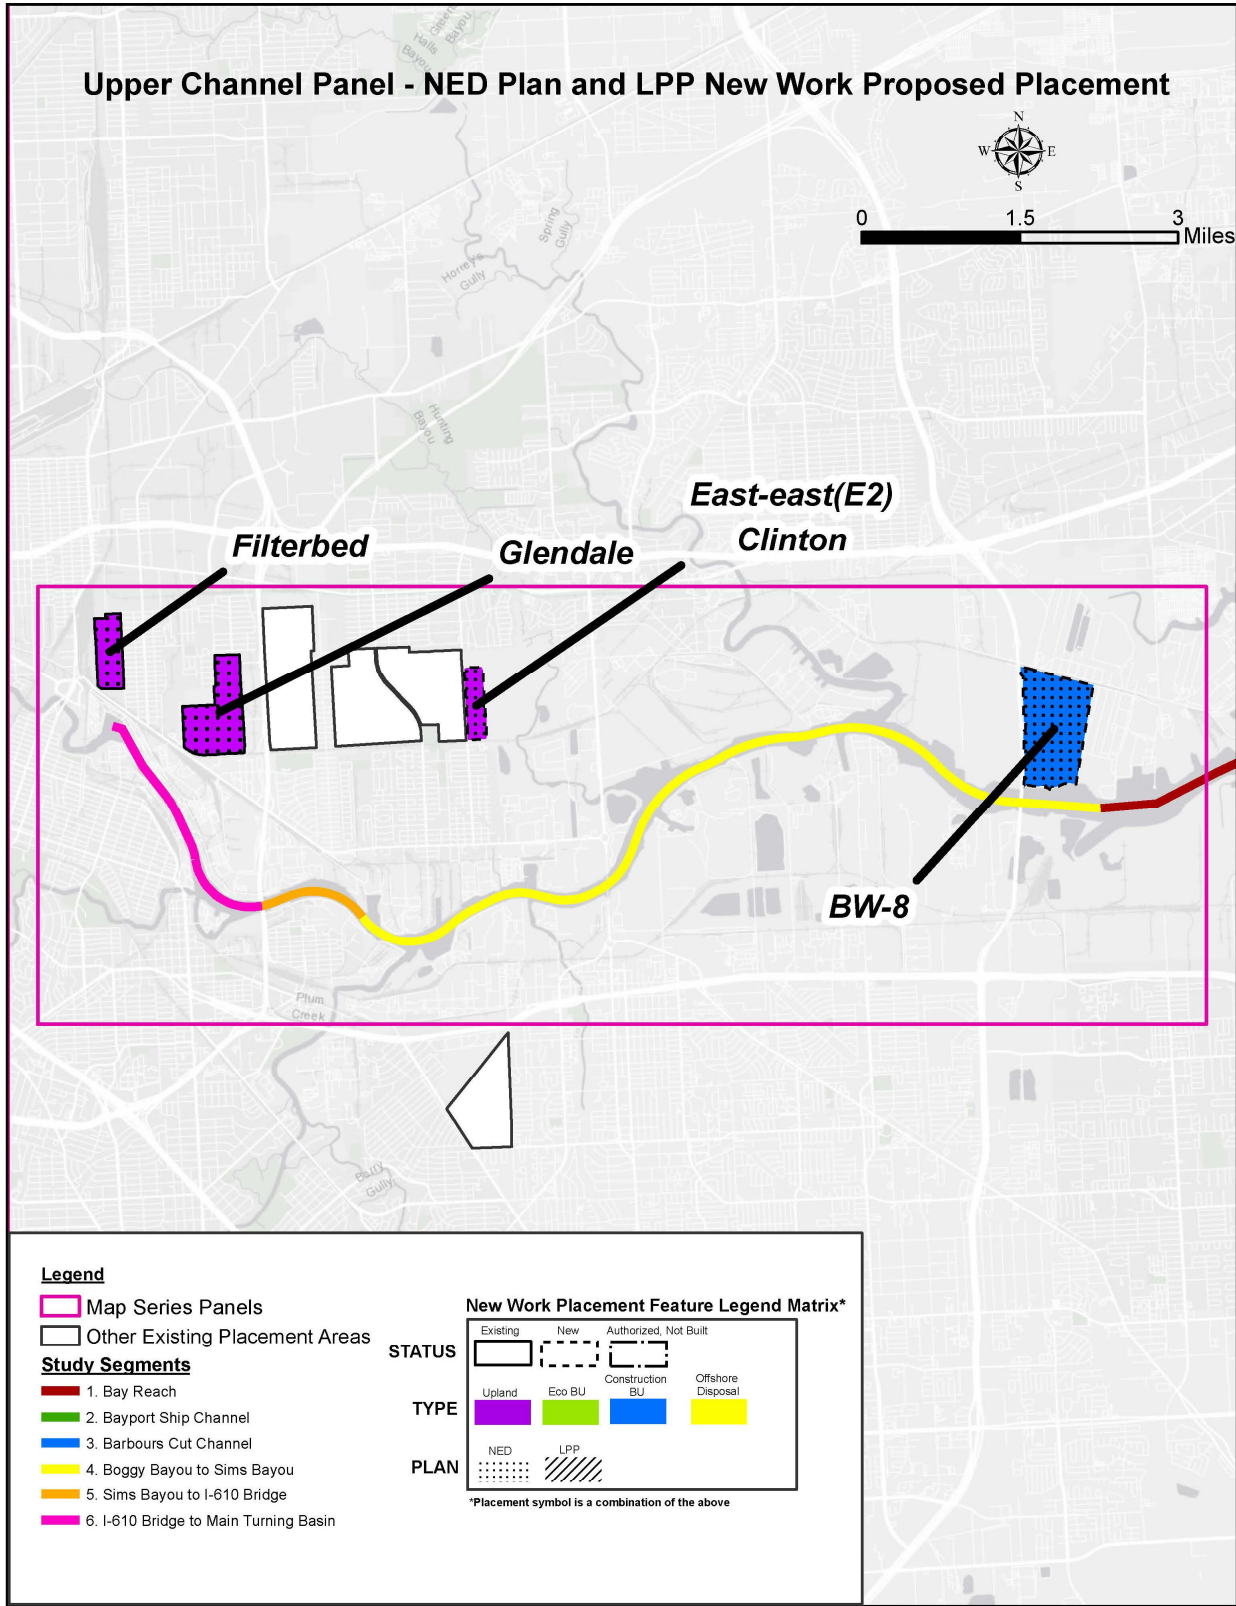 Halls
Bayou
Greens
Bayou
Upper Channel Panel - NED Plan and LPP New Work Proposed Placement
N
W E
S
0 1.5 3
Miles
Spring
Gully
Horreys
Gully
Hunting
Bayou
East-east(E2)
Clinton
Filterbed
Glendale
BW-8
Plum
Creek
Berry
Gully
Legend
Map Series Panels
Other Existing Placement Areas
Study Segments
1. Bay Reach
2. Bayport Ship Channel
3. Barbours Cut Channel
4. Boggy Bayou to Sims Bayou
5. Sims Bayou to I-610 Bridge
6. I-610 Bridge to Main Turning Basin
New Work Placement Feature Legend Matrix*
Existing New Authorized, Not Built
STATUS
Upland Eco BU Construction BU Offshore Disposal
TYPE
NED LPP
PLAN
*Placement symbol is a combination of the above